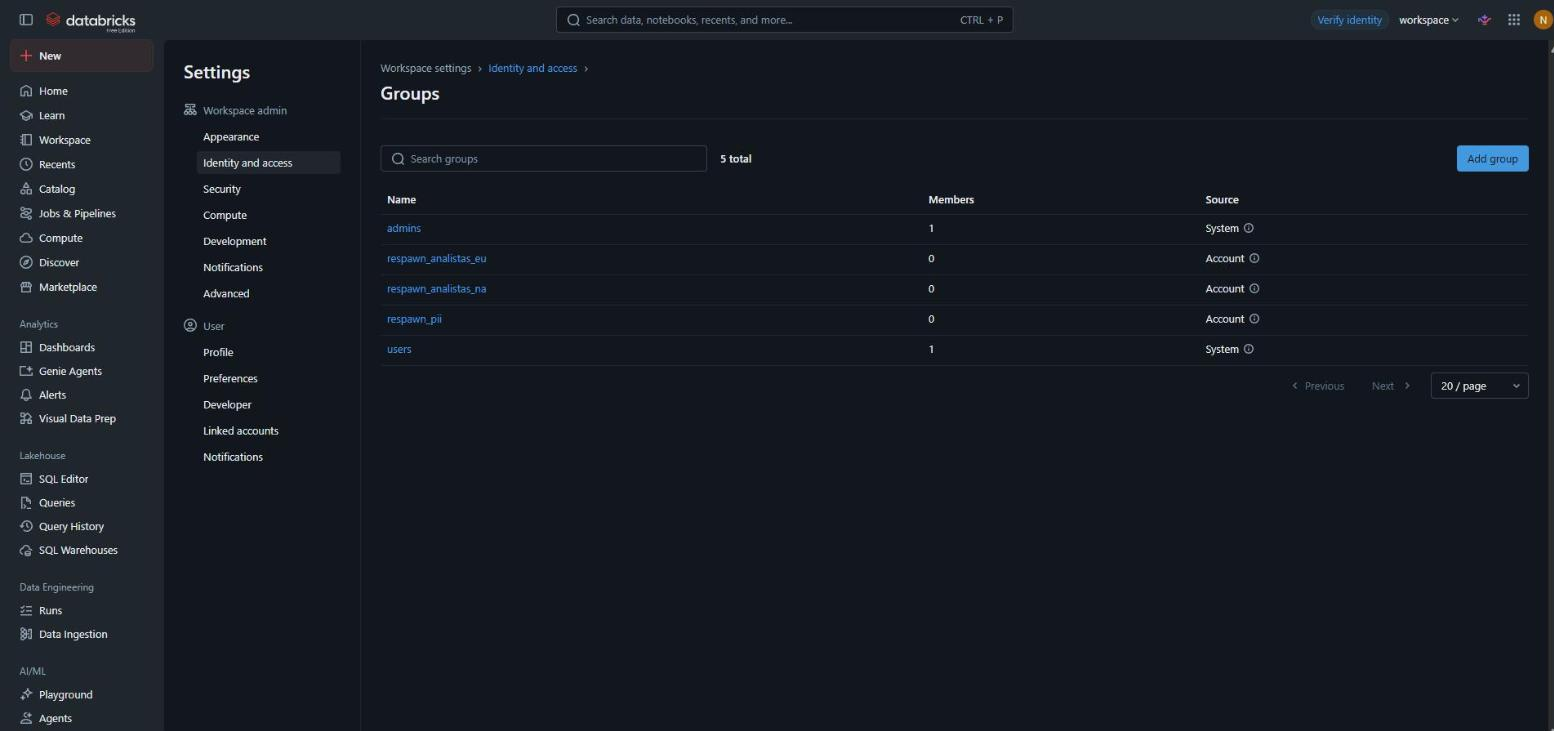 databricks
Free Edition
Search data, notebooks, recents, and more...
CTRL + P
Verify identity
workspace
N
New
Home
Learn
Workspace
Recents
Catalog
Jobs & Pipelines
Compute
Discover
Marketplace
Analytics
Dashboards
Genie Agents
Alerts
Visual Data Prep
Lakehouse
SQL Editor
Queries
Query History
SQL Warehouses
Data Engineering
Runs
Data Ingestion
AI/ML
Playground
Agents
Settings
Workspace admin
Appearance
Identity and access
Security
Compute
Development
Notifications
Advanced
User
Profile
Preferences
Developer
Linked accounts
Notifications
Workspace settings › Identity and access ›
Groups
Search groups
5 total
Add group
Name Members Source
admins 1 System
respawn_analistas_eu 0 Account
respawn_analistas_na 0 Account
respawn_pii 0 Account
users 1 System
Previous Next 20 / page